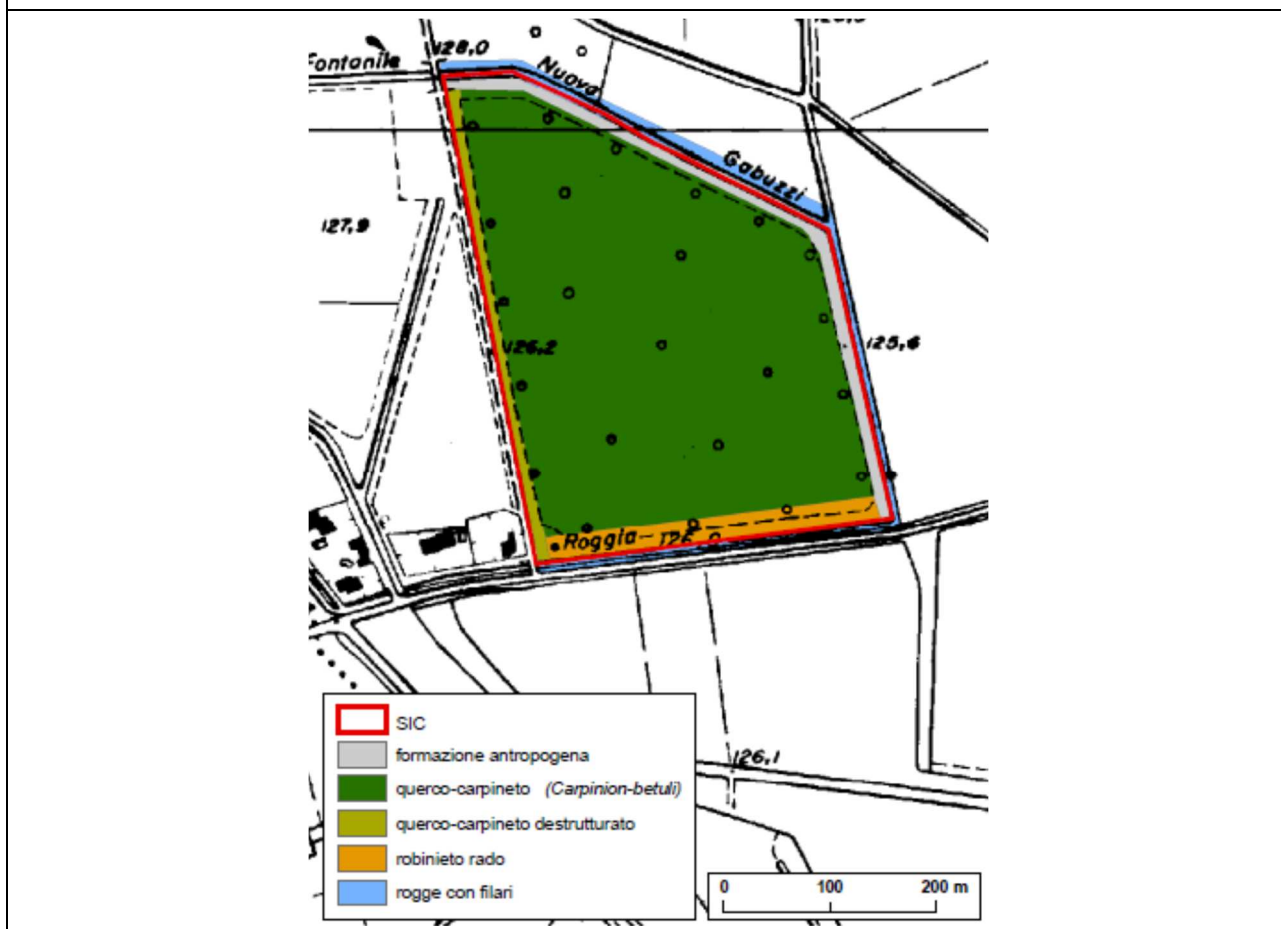 Fontanile
128,0
Nuova
Gabuzzi
127,9
126,2
125,6
Roggia
126
126,1
SIC
formazione antropogena
querco-carpineto (Carpinion-betuli)
querco-carpineto destrutturato
robinieto rado
rogge con filari
0 100 200 m